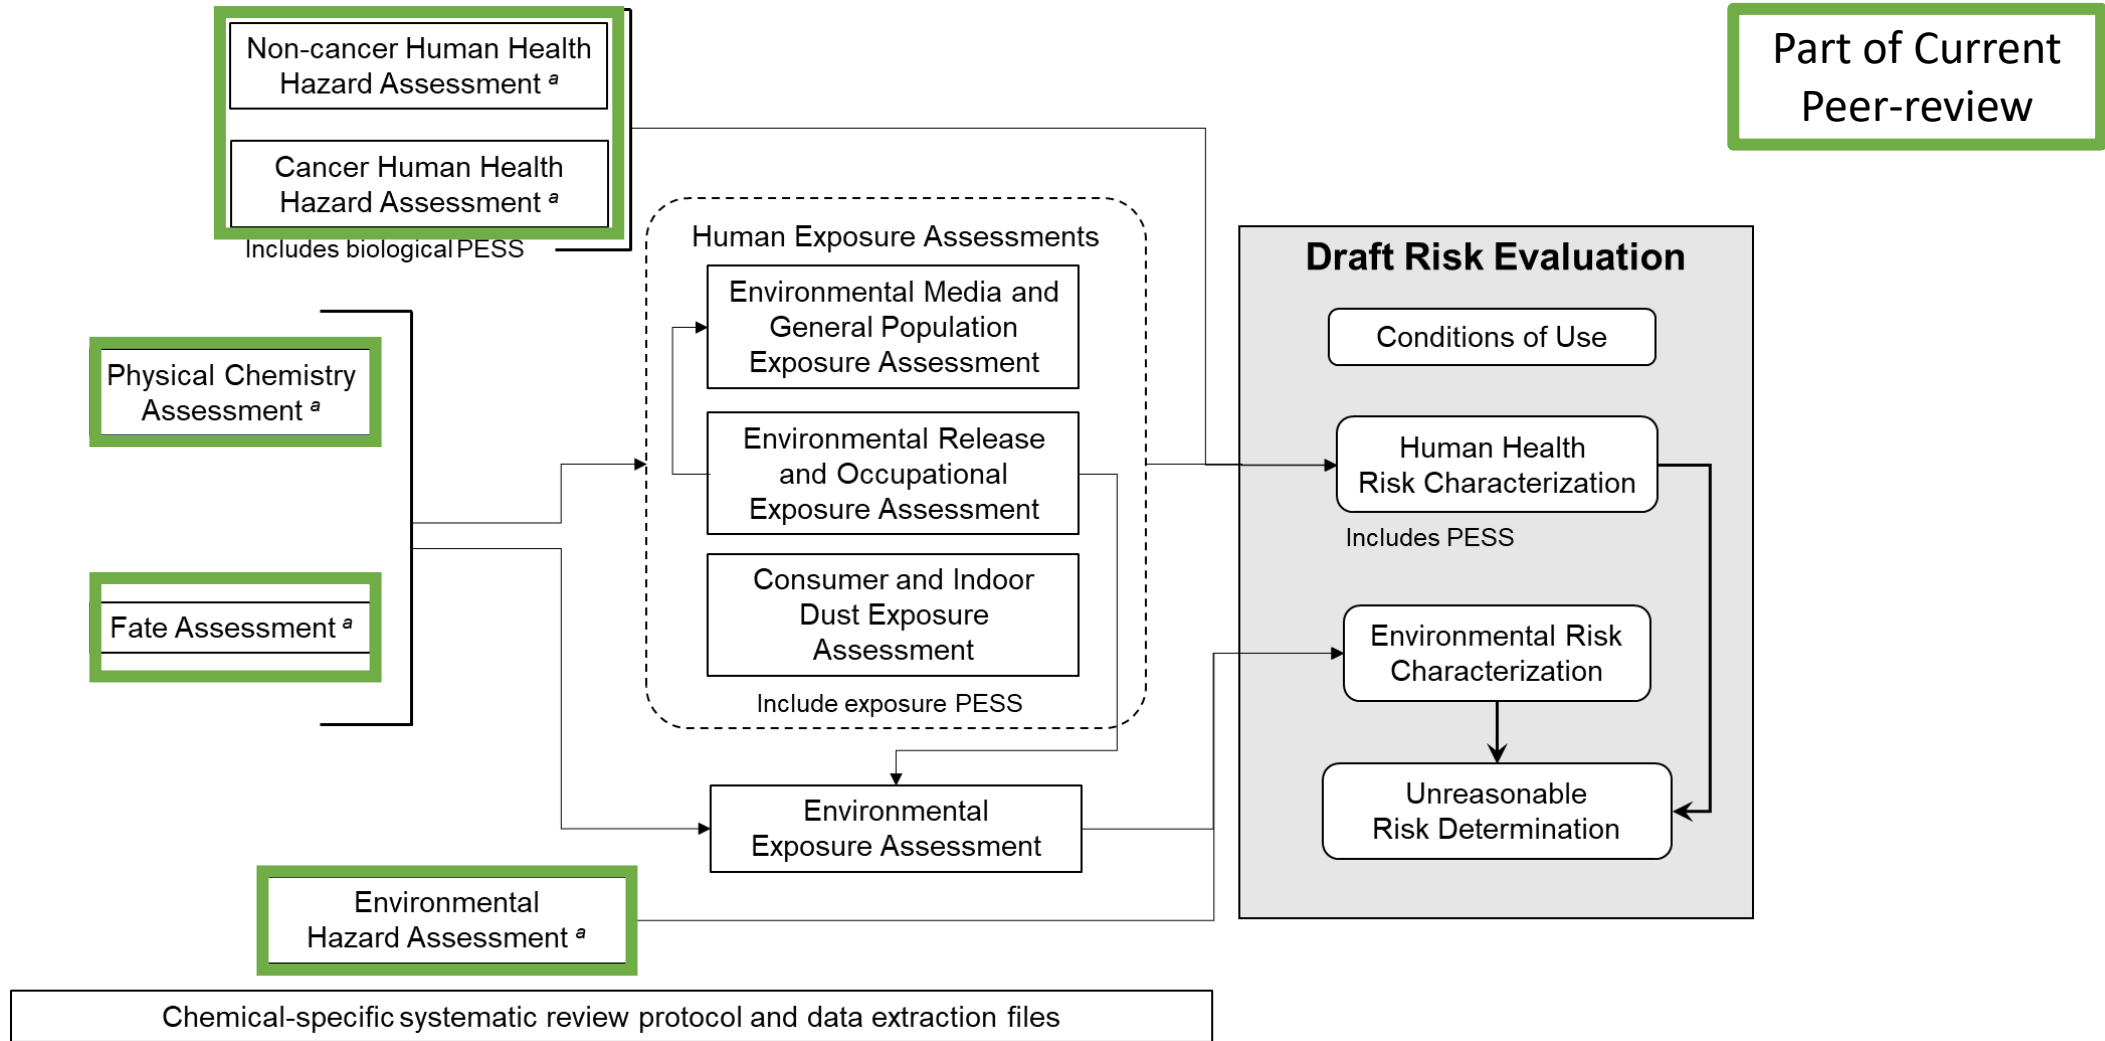 Non-cancer Human Health
Hazard Assessment a
Cancer Human Health
Hazard Assessment a
Includes biological PESS
Part of Current
Peer-review
Physical Chemistry
Assessment a
Fate Assessment a
Human Exposure Assessments
Environmental Media and
General Population
Exposure Assessment
Environmental Release
and Occupational
Exposure Assessment
Consumer and Indoor
Dust Exposure
Assessment
Include exposure PESS
Environmental
Exposure Assessment
Environmental
Hazard Assessment a
Draft Risk Evaluation
Conditions of Use
Human Health
Risk Characterization
Includes PESS
Environmental Risk
Characterization
Unreasonable
Risk Determination
Chemical-specific systematic review protocol and data extraction files